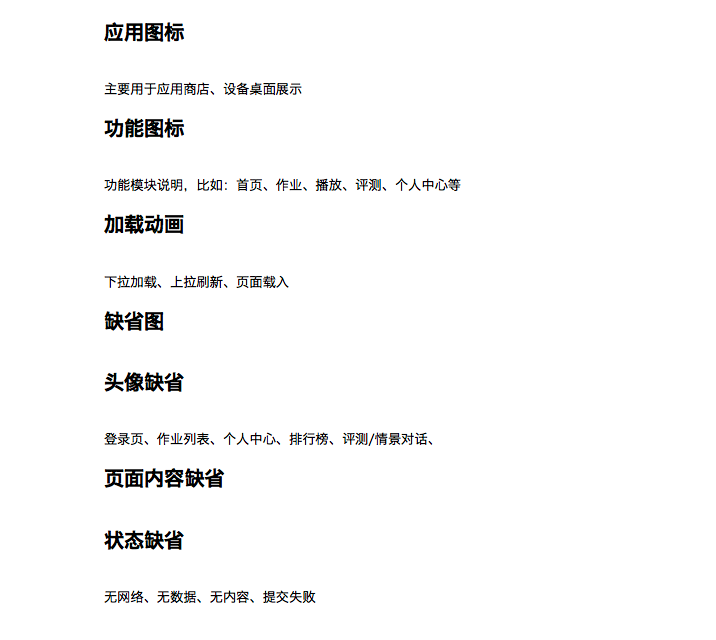 应用图标
主要用于应用商店、设备桌面展示
功能图标
功能模块说明，比如：首页、作业、播放、评测、个人中心等
加载动画
下拉加载、上拉刷新、页面载入
缺省图
头像缺省
登录页、作业列表、个人中心、排行榜、评测/情景对话、
页面内容缺省
状态缺省
无网络、无数据、无内容、提交失败